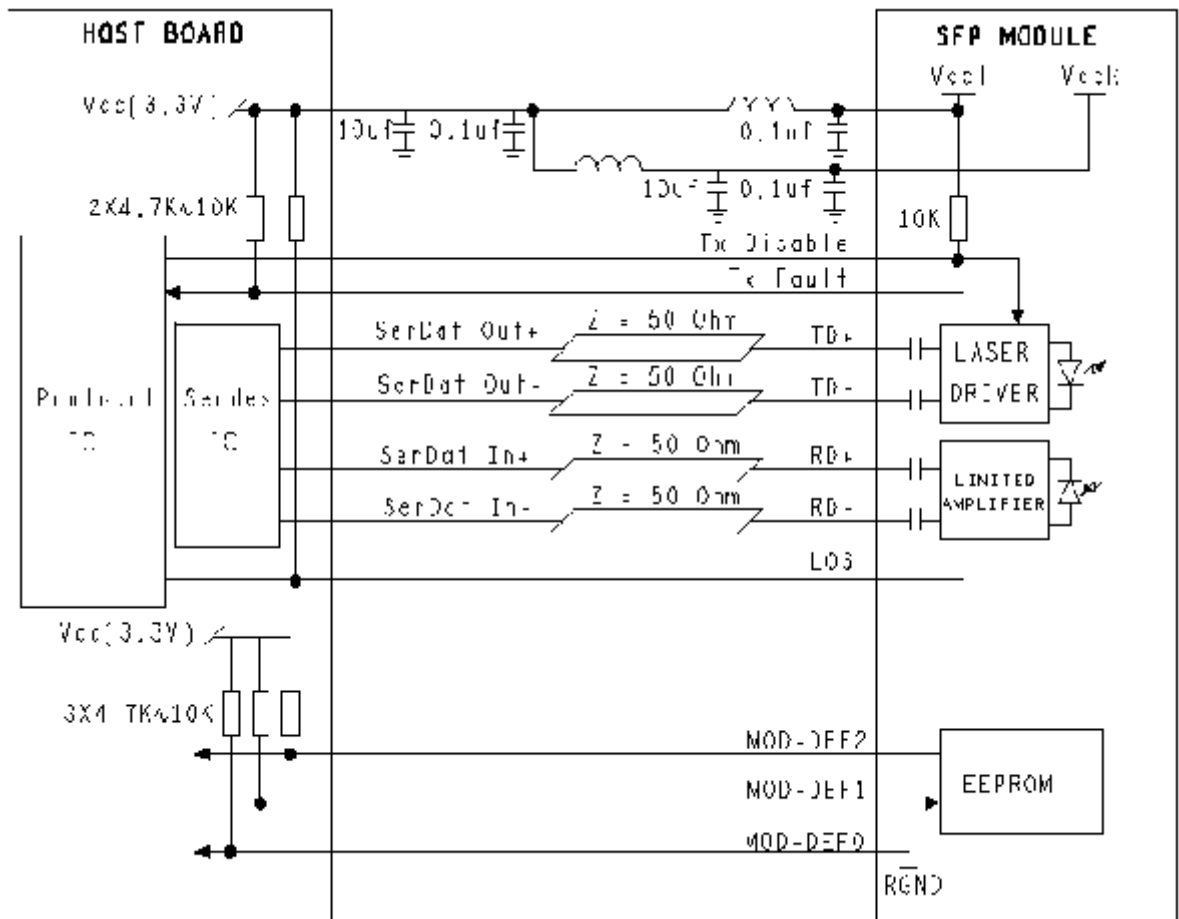 HOST BOARD
SFP MODULE
VccT
VccR
Vcc(3.3V)
10uf
0.1uf
0.1uf
10uf
0.1uf
2X4.7K~10K
10K
Tx Disable
Tx Fault
SerDat Out+
Z = 50 Ohm
TD+
LASER
DRIVER
SerDat Out-
Z = 50 Ohm
TD-
Serdes
IC
SerDat In+
Z = 50 Ohm
RD+
LINITED
AMPLIFIER
SerDat In-
Z = 50 Ohm
RD-
LOS
Vcc(3.3V)
3X4.7K~10K
MOD-DEF2
MOD-DEF1
EEPROM
MOD-DEF0
RGND